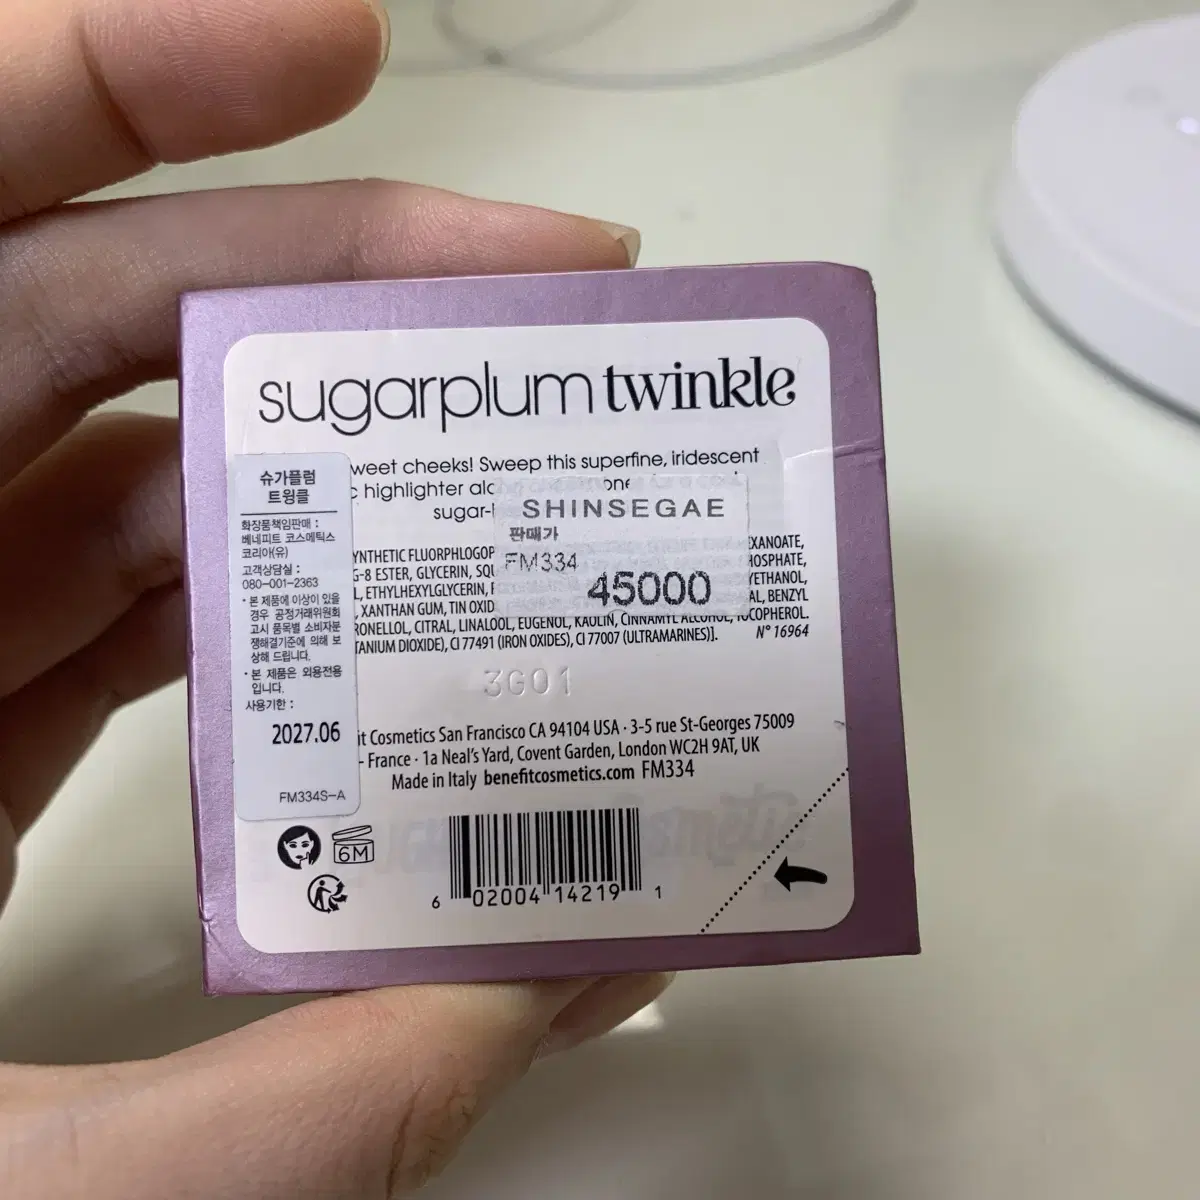 sugarplum twinkle
weet cheeks! Sweep this superfine, iridescent
c highlighter
sugar-
슈가플럼
트윙클
화장품책임판매 :
베네피트 코스메틱스
코리아(유)
고객상담실 :
080-001-2363
• 본 제품에 이상이 있을
경우 공정거래위원회
고시 품목별 소비자분
쟁해결기준에 의해 보
상해 드립니다.
• 본 제품은 외용전용
입니다.
사용기한 :
2027.06
FM334S-A
SHINSEGAE
판매가
FM334
45000
YNTHETIC FLUORPHLOGOP
G-8 ESTER, GLYCERIN, SQU HOSPHATE,
L, ETHYLHEXYLGLYCERIN, YETHANOL,
, XANTHAN GUM, TIN OXID AL, BENZYL
RONELLOL, CITRAL, LINALOOL, EUGENOL, KAOLIN, CINNAMYL ALCOHOL, TOCOPHEROL.
TANIUM DIOXIDE), CI 77491 (IRON OXIDES), CI 77007 (ULTRAMARINES)].
N° 16964
3G01
it Cosmetics San Francisco CA 94104 USA · 3-5 rue St-Georges 75009
- France · 1a Neal's Yard, Covent Garden, London WC2H 9AT, UK
Made in Italy benefitcosmetics.com FM334
6M
6 02004 14219 1